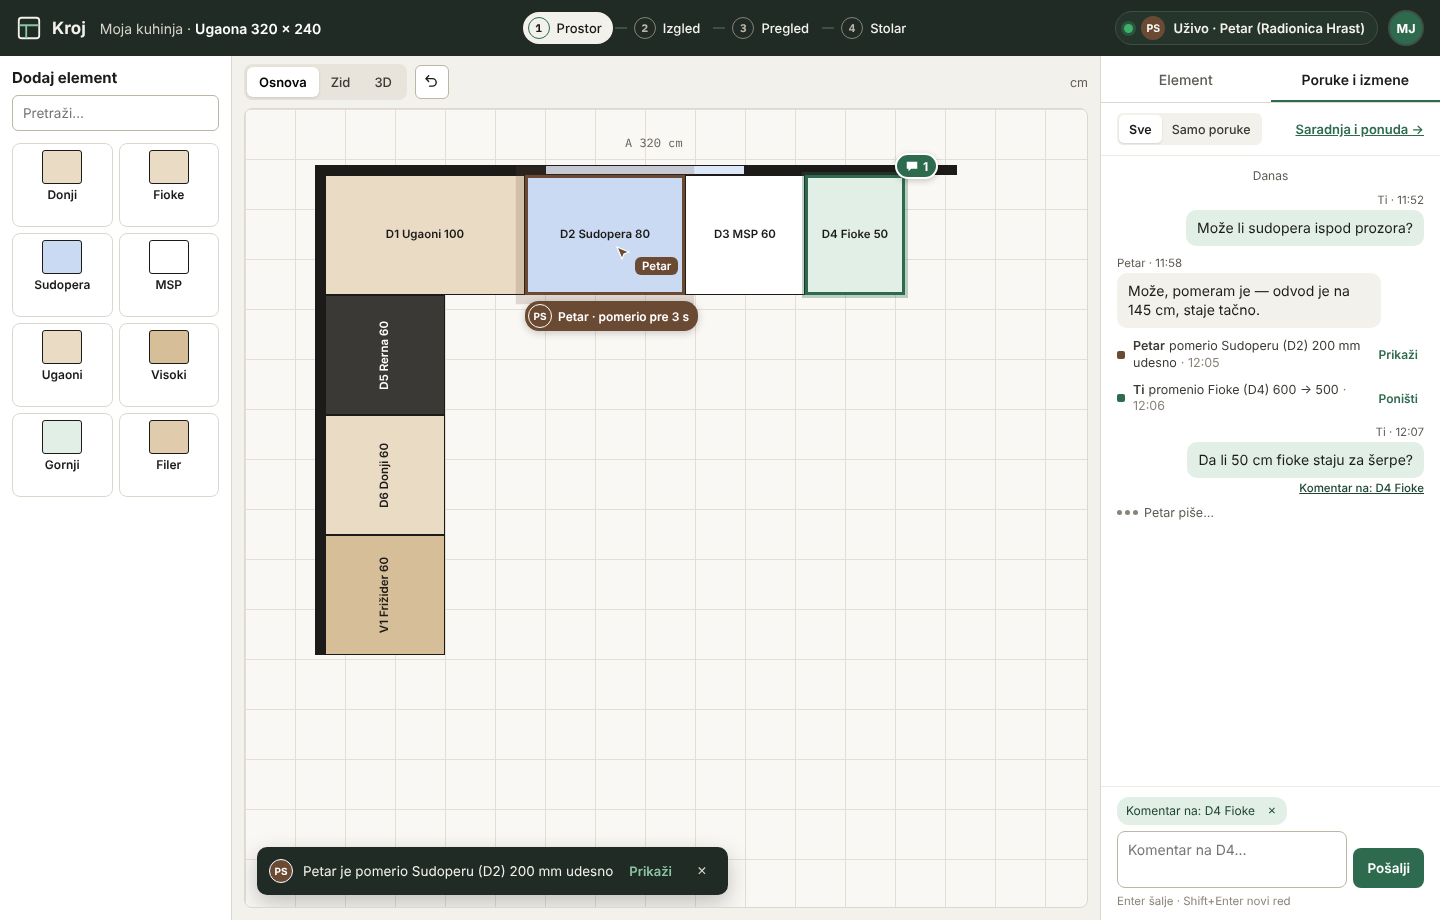 Kroj
Moja kuhinja · Ugaona 320 × 240
1 Prostor
2 Izgled
3 Pregled
4 Stolar
PS Uživo · Petar (Radionica Hrast)
MJ
Dodaj element
Pretraži...
Donji
Fioke
Sudopera
MSP
Ugaoni
Visoki
Gornji
Filer
Osnova
Zid
3D
cm
A 320 cm
1
D1 Ugaoni 100
D2 Sudopera 80
D3 MSP 60
D4 Fioke 50
Petar
PS Petar · pomerio pre 3 s
D5 Rerna 60
D6 Donji 60
V1 Frižider 60
PS Petar je pomerio Sudoperu (D2) 200 mm udesno Prikaži ×
Element
Poruke i izmene
Sve
Samo poruke
Saradnja i ponuda →
Danas
Ti · 11:52
Može li sudopera ispod prozora?
Petar · 11:58
Može, pomeram je — odvod je na
145 cm, staje tačno.
Petar pomerio Sudoperu (D2) 200 mm
udesno · 12:05
Prikaži
Ti promenio Fioke (D4) 600 → 500 ·
12:06
Poništi
Ti · 12:07
Da li 50 cm fioke staju za šerpe?
Komentar na: D4 Fioke
Petar piše...
Komentar na: D4 Fioke ×
Komentar na D4...
Pošalji
Enter šalje · Shift+Enter novi red